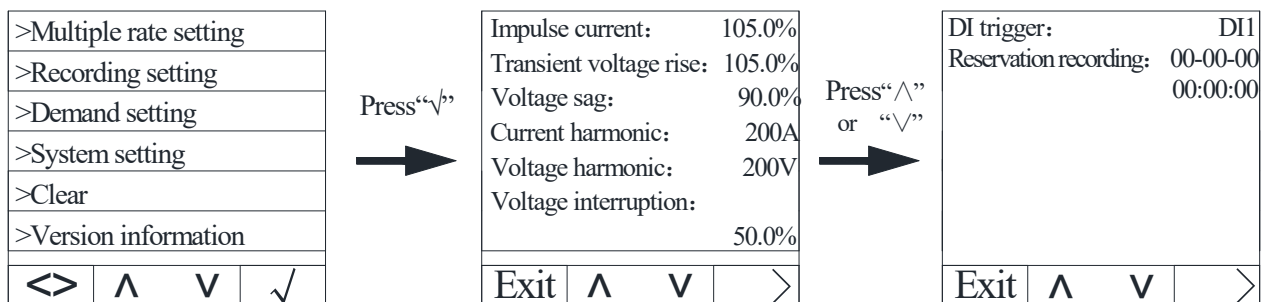 >Multiple rate setting
>Recording setting
>Demand setting
>System setting
>Clear
>Version information
<> ∧ ∨ √
Press“√”
Impulse current： 105.0%
Transient voltage rise： 105.0%
Voltage sag： 90.0%
Current harmonic： 200A
Voltage harmonic： 200V
Voltage interruption：
50.0%
Exit ∧ ∨ >
Press“∧”
or “∨”
DI trigger： DI1
Reservation recording： 00-00-00
00:00:00
Exit ∧ ∨ >